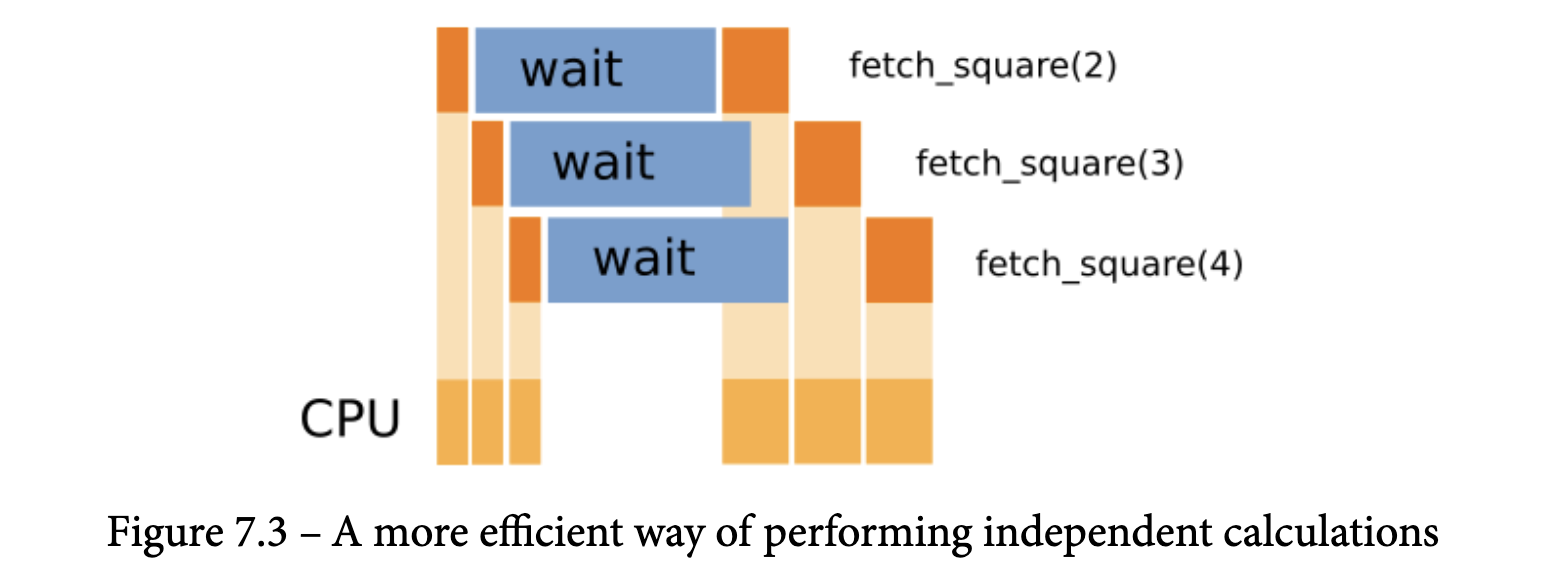 wait
fetch_square(2)
wait
fetch_square(3)
wait
fetch_square(4)
CPU
Figure 7.3 – A more efficient way of performing independent calculations